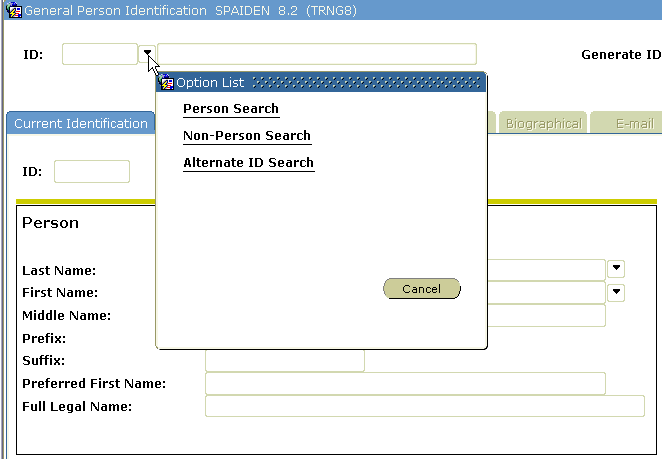 General Person Identification SPAIDEN 8.2 (TRNG8)
ID:
Generate ID
Option List
Person Search
Non-Person Search
Alternate ID Search
Cancel
Current Identification
Biographical
E-mail
ID:
Person
Last Name:
First Name:
Middle Name:
Prefix:
Suffix:
Preferred First Name:
Full Legal Name: